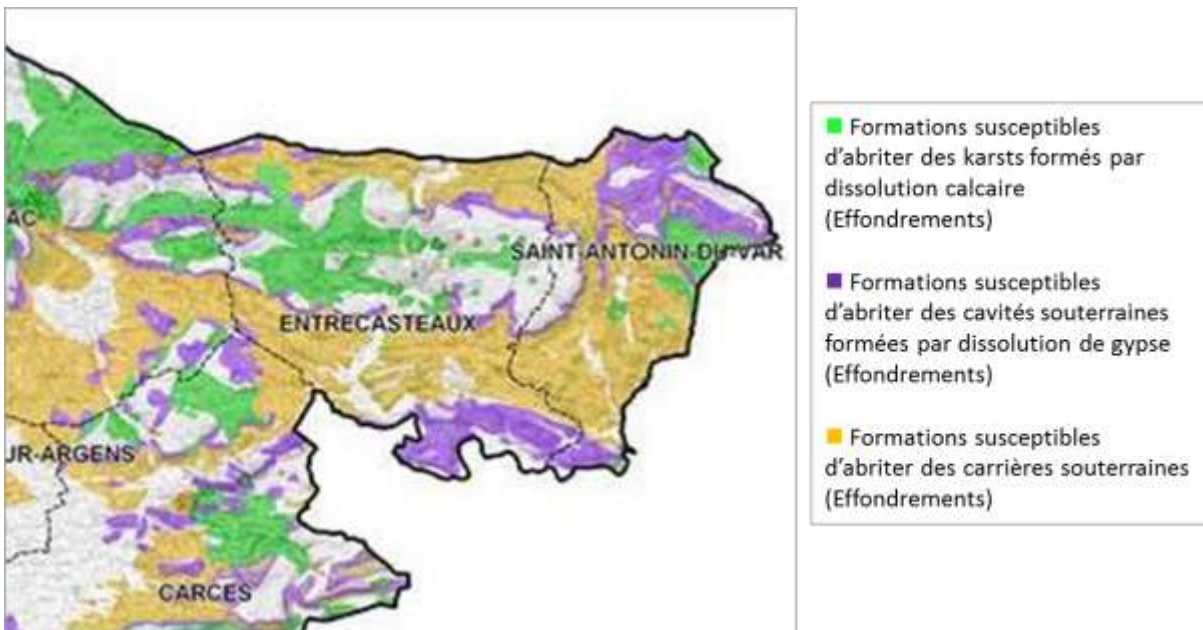 AC
SAINT-ANTONIN-DU-VAR
ENTRECASTEAUX
UR-ARGENS
CARCES
Formations susceptibles
d'abriter des karsts formés par
dissolution calcaire
(Effondrements)
Formations susceptibles
d'abriter des cavités souterraines
formées par dissolution de gypse
(Effondrements)
Formations susceptibles
d'abriter des carrières souterraines
(Effondrements)